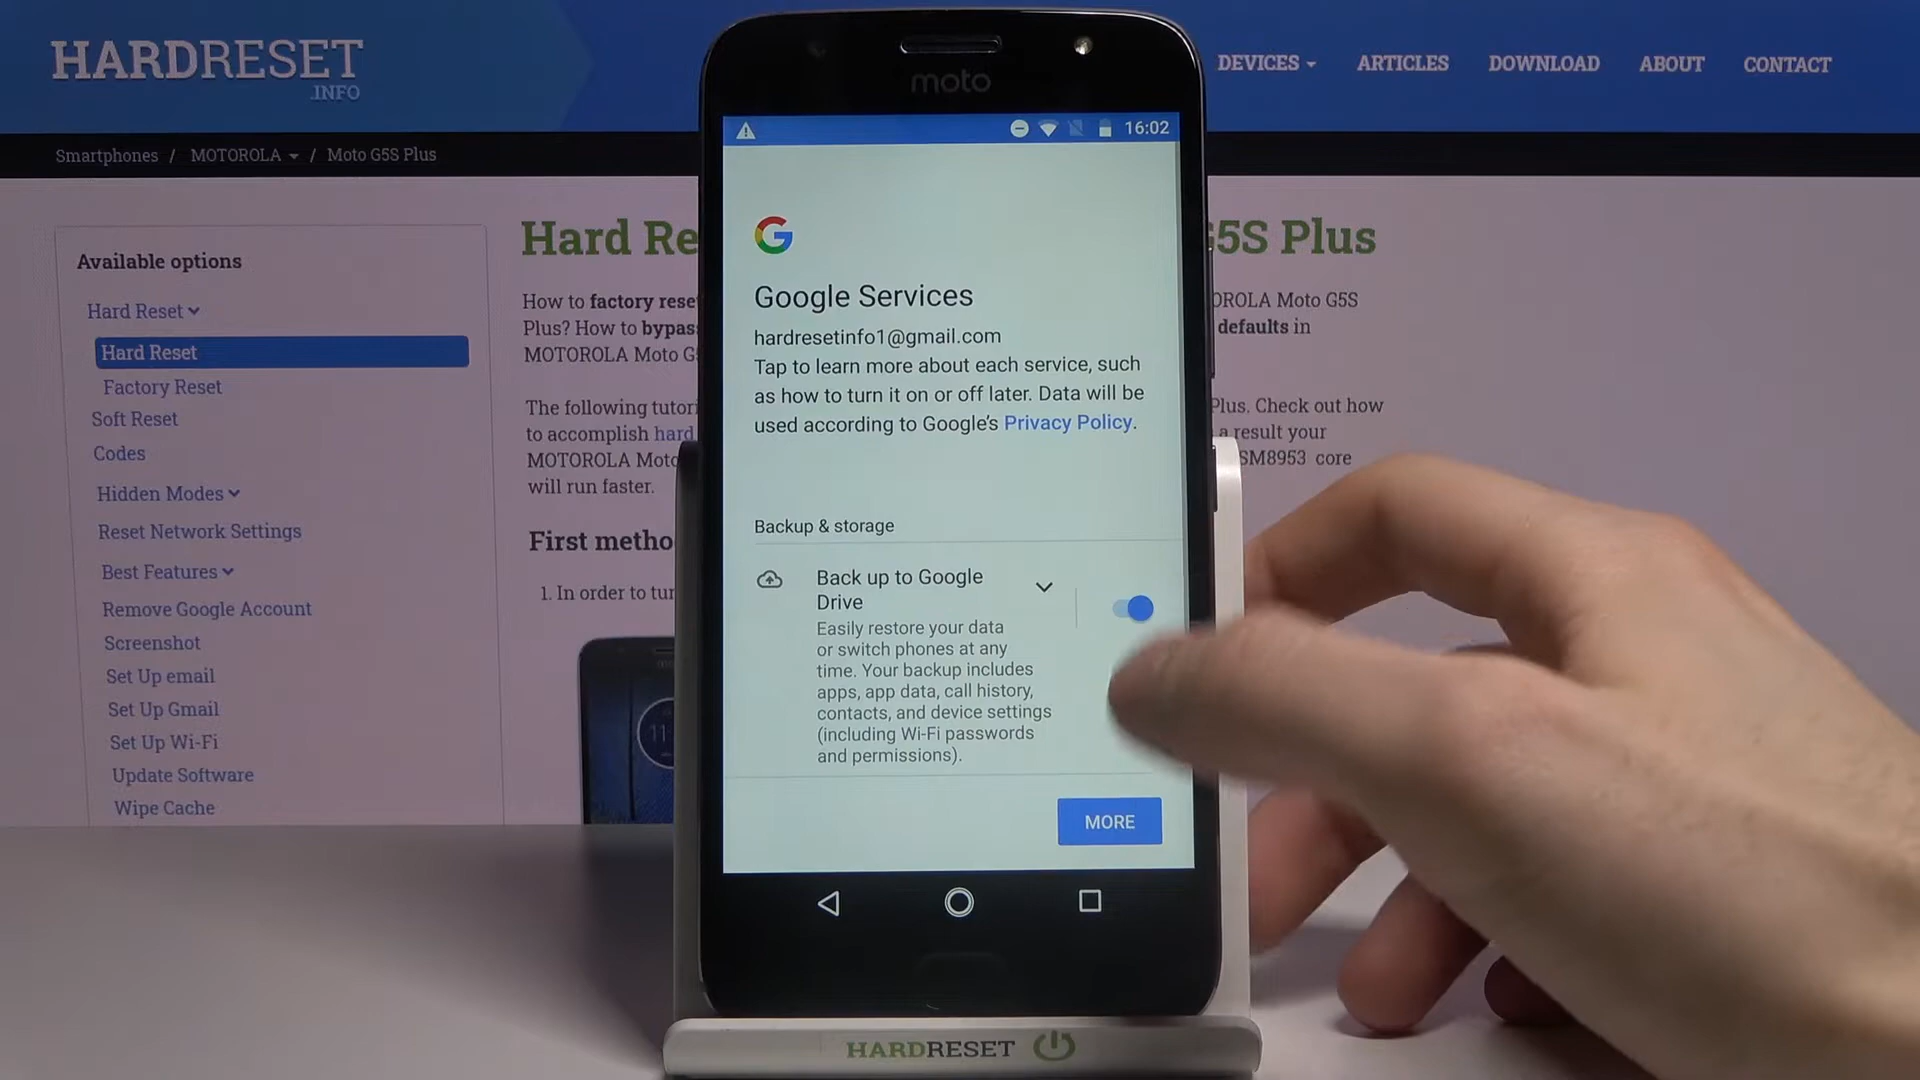 HARDRESET
.INFO
DEVICES
ARTICLES
DOWNLOAD
ABOUT
CONTACT
Smartphones / MOTOROLA / Moto G5S Plus
Available options
Hard Reset
Hard Reset
Factory Reset
Soft Reset
Codes
Hidden Modes
Reset Network Settings
Best Features
Remove Google Account
Screenshot
Set Up email
Set Up Gmail
Set Up Wi-Fi
Update Software
Wipe Cache
Hard Re
G5S Plus
How to factory rese
OROLA Moto G5S
Plus? How to bypas
defaults in
MOTOROLA Moto G
The following tutori
Plus. Check out how
to accomplish hard
a result your
MOTOROLA Moto
SM8953 core
will run faster.
First metho
1. In order to tur
moto
16:02
G
Google Services
hardresetinfo1@gmail.com
Tap to learn more about each service, such
as how to turn it on or off later. Data will be
used according to Google's Privacy Policy.
Backup & storage
Back up to Google
Drive
Easily restore your data
or switch phones at any
time. Your backup includes
apps, app data, call history,
contacts, and device settings
(including Wi-Fi passwords
and permissions).
MORE
HARDRESET